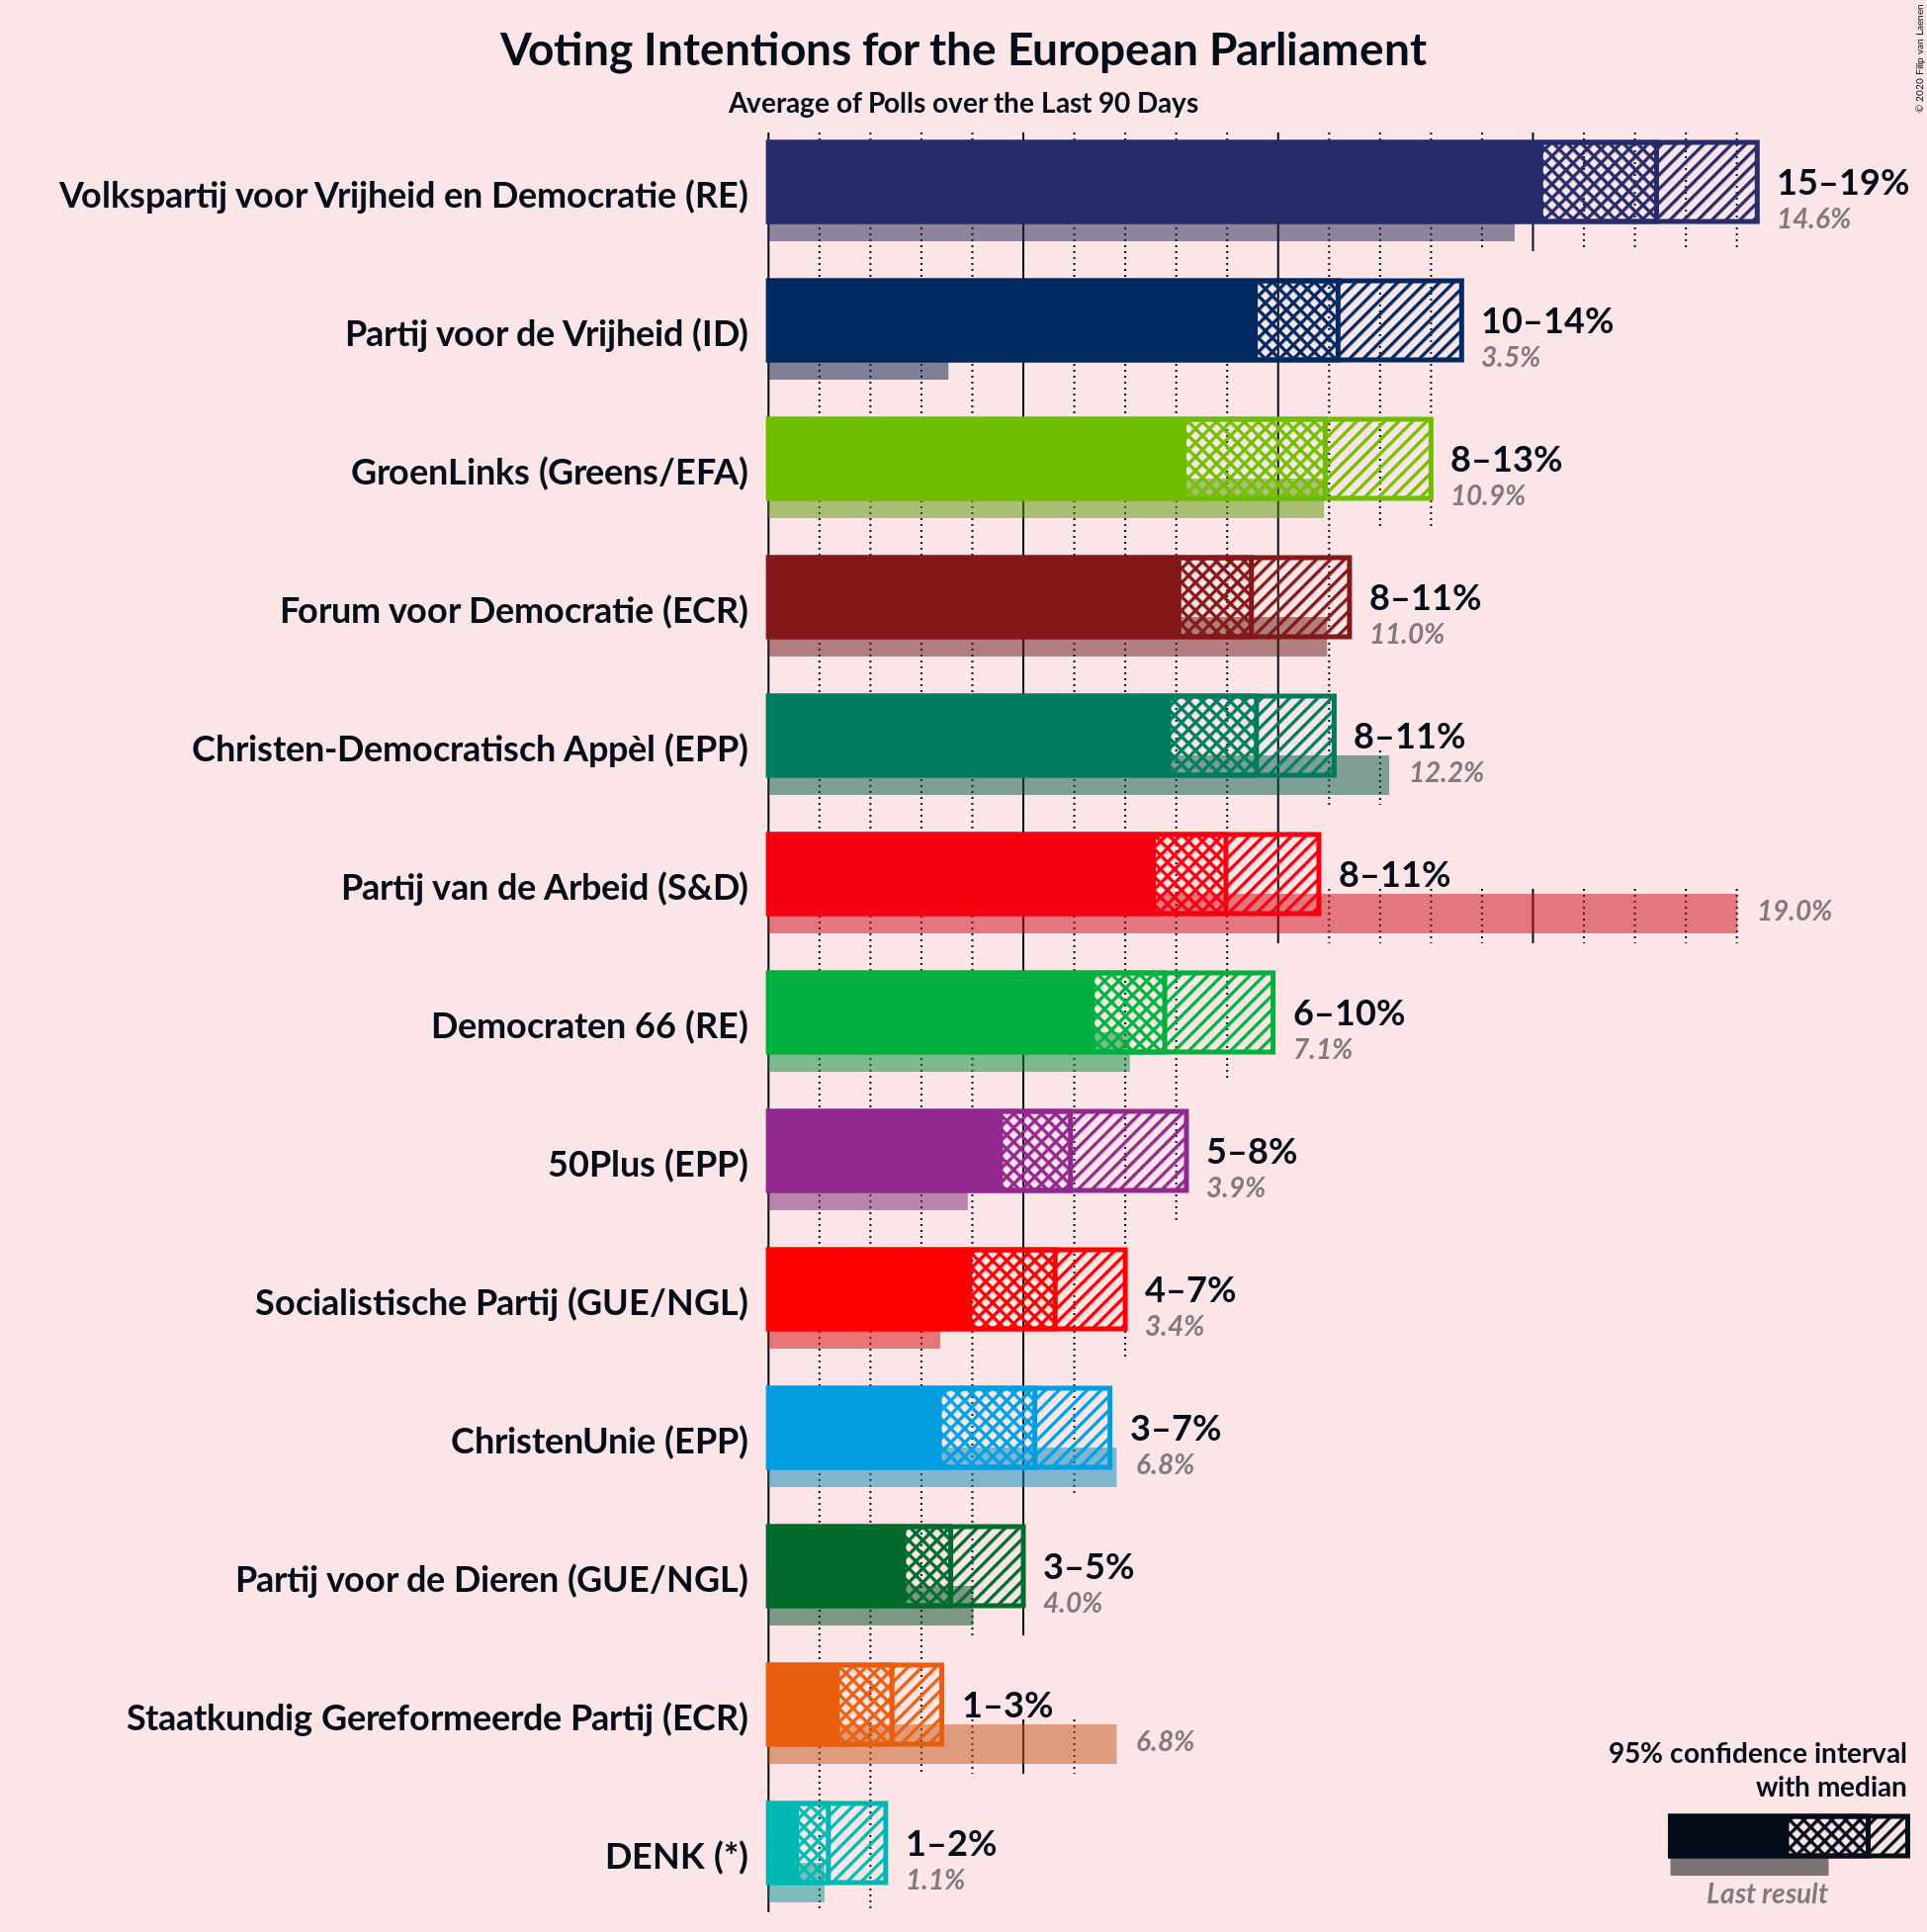 Voting Intentions for the European Parliament
Average of Polls over the Last 90 Days
© 2020 Filip van Laenen
Volkspartij voor Vrijheid en Democratie (RE)
15–19%
14.6%
Partij voor de Vrijheid (ID)
10–14%
3.5%
GroenLinks (Greens/EFA)
8–13%
10.9%
Forum voor Democratie (ECR)
8–11%
11.0%
Christen-Democratisch Appèl (EPP)
8–11%
12.2%
Partij van de Arbeid (S&D)
8–11%
19.0%
Democraten 66 (RE)
6–10%
7.1%
50Plus (EPP)
5–8%
3.9%
Socialistische Partij (GUE/NGL)
4–7%
3.4%
ChristenUnie (EPP)
3–7%
6.8%
Partij voor de Dieren (GUE/NGL)
3–5%
4.0%
Staatkundig Gereformeerde Partij (ECR)
1–3%
6.8%
DENK (*)
1–2%
1.1%
95% confidence interval
with median
Last result